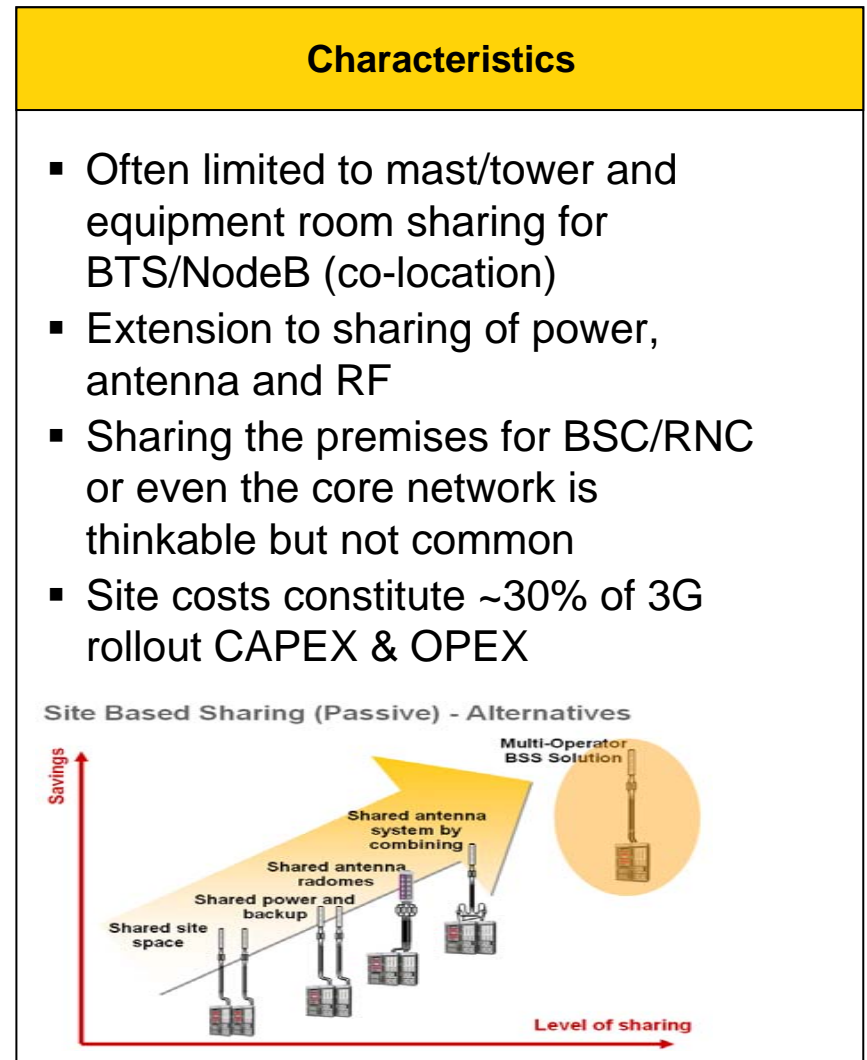 Characteristics
▪ Often limited to mast/tower and
equipment room sharing for
BTS/NodeB (co-location)
▪ Extension to sharing of power,
antenna and RF
▪ Sharing the premises for BSC/RNC
or even the core network is
thinkable but not common
▪ Site costs constitute ~30% of 3G
rollout CAPEX & OPEX
Site Based Sharing (Passive) - Alternatives
Savings
Multi-Operator
BSS Solution
Shared antenna
system by
combining
Shared antenna
radomes
Shared power and
backup
Shared site
space
Level of sharing